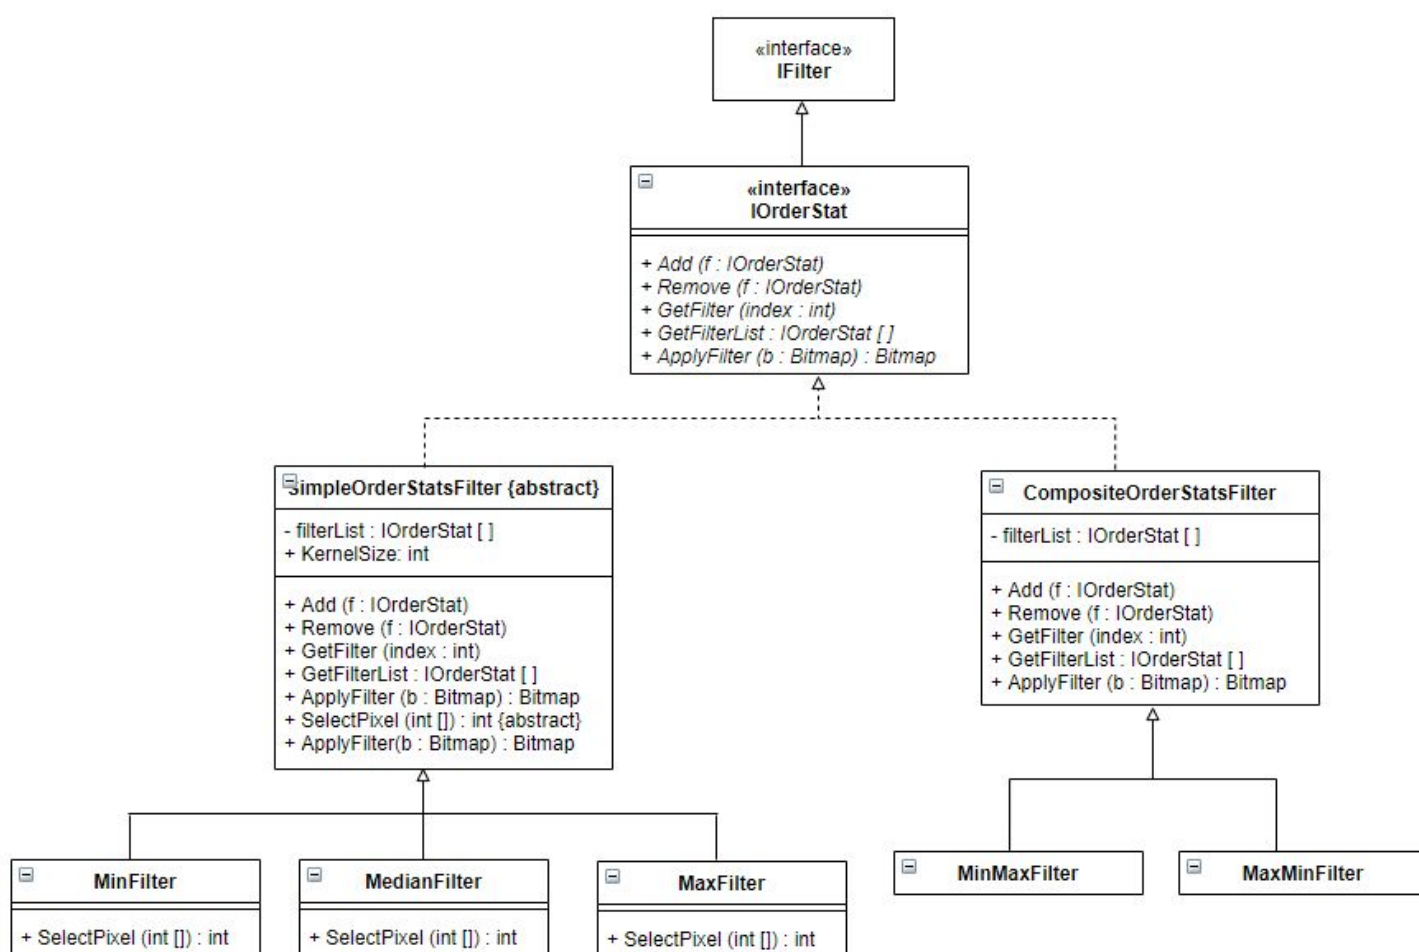 «interface»
IFilter
«interface»
IOrderStat
+ Add (f : IOrderStat)
+ Remove (f : IOrderStat)
+ GetFilter (index : int)
+ GetFilterList : IOrderStat [ ]
+ ApplyFilter (b : Bitmap) : Bitmap
SimpleOrderStatsFilter {abstract}
- filterList : IOrderStat [ ]
+ KernelSize: int
+ Add (f : IOrderStat)
+ Remove (f : IOrderStat)
+ GetFilter (index : int)
+ GetFilterList : IOrderStat [ ]
+ ApplyFilter (b : Bitmap) : Bitmap
+ SelectPixel (int []) : int {abstract}
+ ApplyFilter(b : Bitmap) : Bitmap
CompositeOrderStatsFilter
- filterList : IOrderStat [ ]
+ Add (f : IOrderStat)
+ Remove (f : IOrderStat)
+ GetFilter (index : int)
+ GetFilterList : IOrderStat [ ]
+ ApplyFilter (b : Bitmap) : Bitmap
MinFilter
+ SelectPixel (int []) : int
MedianFilter
+ SelectPixel (int []) : int
MaxFilter
+ SelectPixel (int []) : int
MinMaxFilter
MaxMinFilter